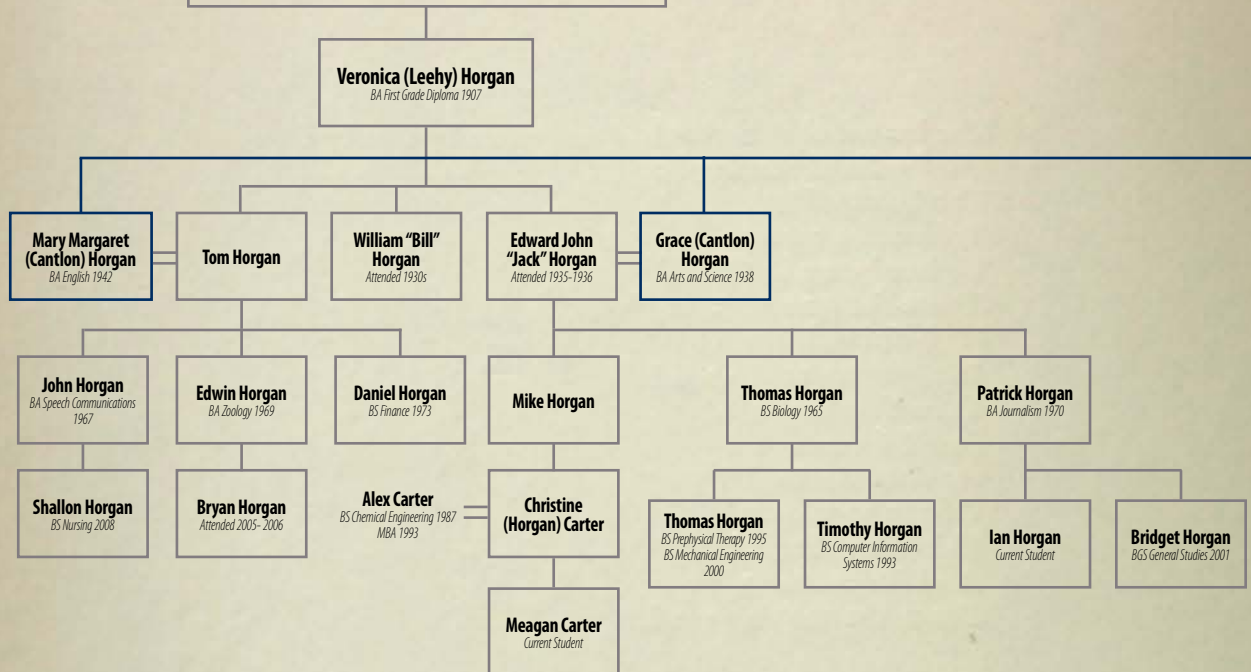 Veronica (Leehy) Horgan
BA First Grade Diploma 1907
Mary Margaret
(Cantlon) Horgan
BA English 1942
Tom Horgan
William “Bill”
Horgan
Attended 1930s
Edward John
“Jack” Horgan
Attended 1935-1936
Grace (Cantlon)
Horgan
BA Arts and Science 1938
John Horgan
BA Speech Communications
1967
Edwin Horgan
BA Zoology 1969
Daniel Horgan
BS Finance 1973
Mike Horgan
Thomas Horgan
BS Biology 1965
Patrick Horgan
BA Journalism 1970
Shallon Horgan
BS Nursing 2008
Bryan Horgan
Attended 2005- 2006
Alex Carter
BS Chemical Engineering 1987
MBA 1993
Christine
(Horgan) Carter
Thomas Horgan
BS Prephysical Therapy 1995
BS Mechanical Engineering
2000
Timothy Horgan
BS Computer Information
Systems 1993
Ian Horgan
Current Student
Bridget Horgan
BGS General Studies 2001
Meagan Carter
Current Student